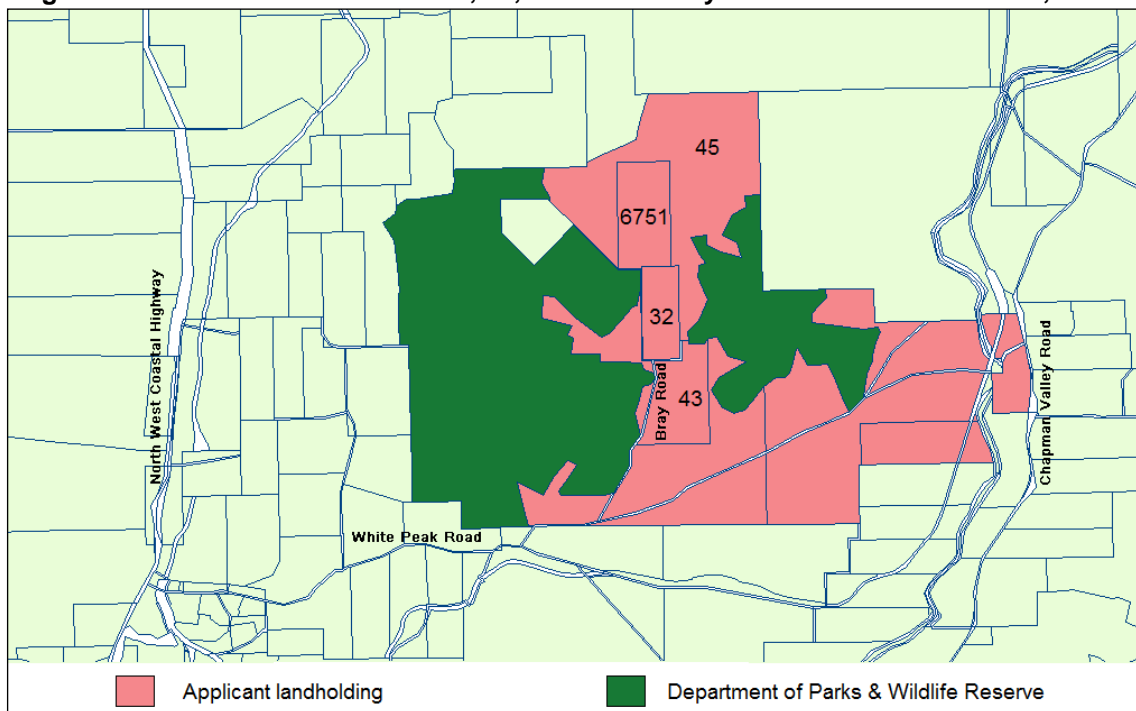 45
6751
32
43
North West Coastal Highway
Bray Road
Chapman Valley Road
White Peak Road
Applicant landholding
Department of Parks & Wildlife Reserve